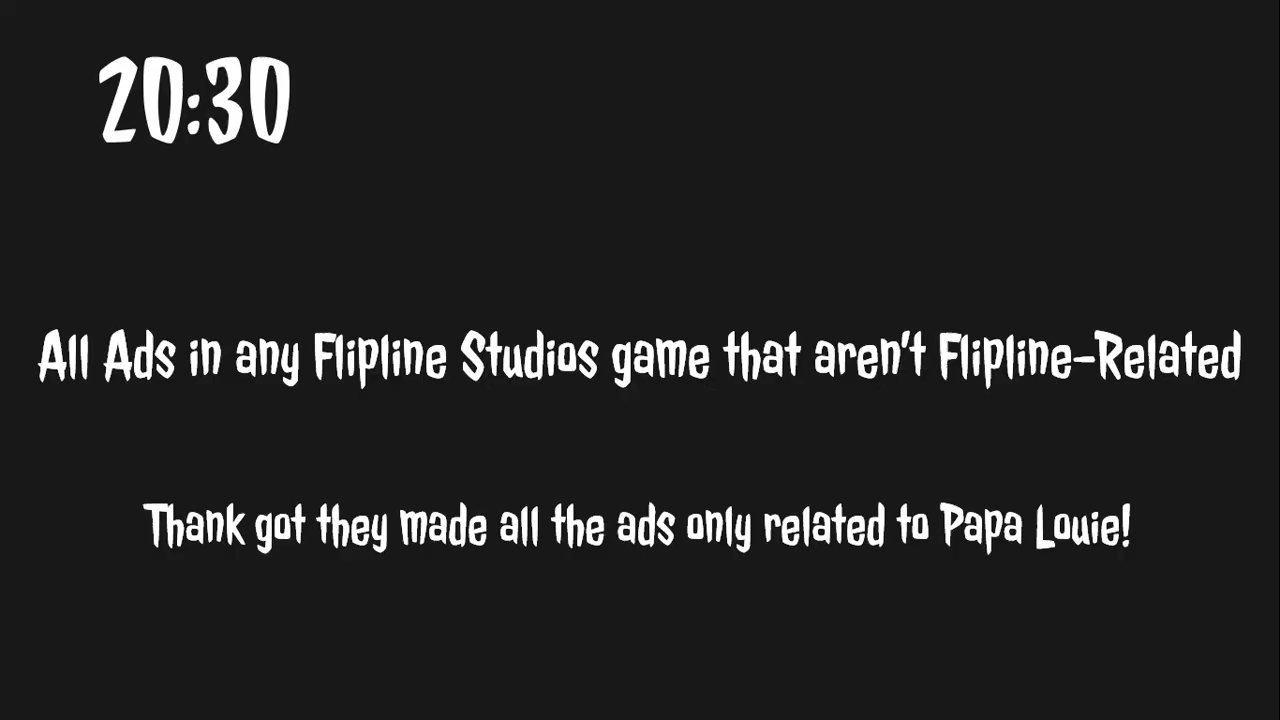 20:30
All Ads in any Flipline Studios game that aren't Flipline-Related
Thank got they made all the ads only related to Papa Louie!